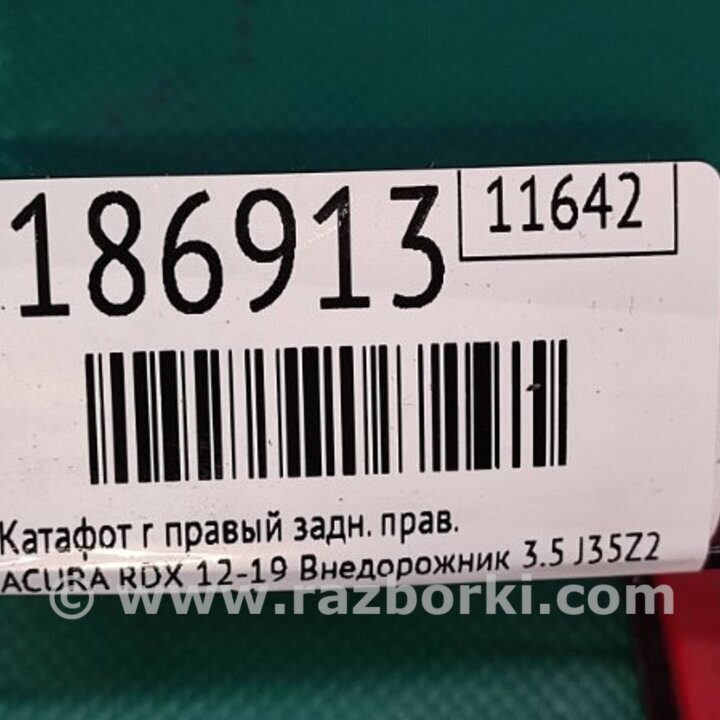 186913
11642
Катафот г правый задн. прав.
ACURA RDX 12-19 Внедорожник 3.5 J35Z2
© www.razborki.com